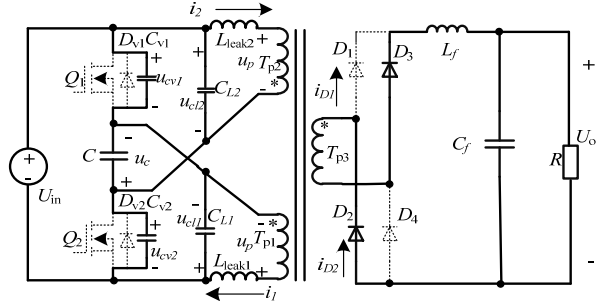 i2
Dv1Cv1
Lleak2
Q1
ucv1
CL2
ucl2
up
Tp2
*
+
-
Uin
C
uc
Dv2Cv2
Q2
ucv2
ucl1
CL1
up
Tp1
*
Lleak1
i1
D1
D3
iD1
*
Tp3
D2
D4
iD2
Lf
Cf
R
Uo
+
-